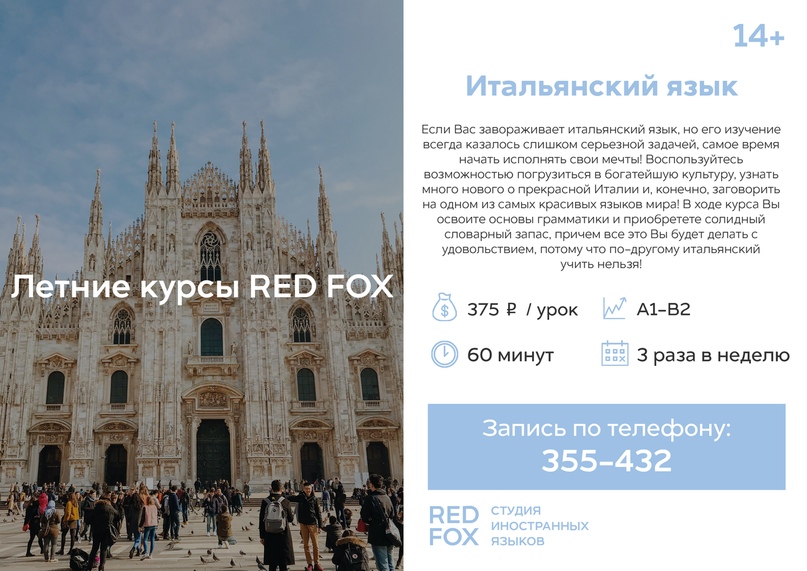 Летние курсы RED FOX
14+
Итальянский язык
Если Вас завораживает итальянский язык, но его изучение
всегда казалось слишком серьезной задачей, самое время
начать исполнять свои мечты! Воспользуйтесь
возможностью погрузиться в богатейшую культуру, узнать
много нового о прекрасной Италии и, конечно, заговорить
на одном из самых красивых языков мира! В ходе курса Вы
освоите основы грамматики и приобретете солидный
словарный запас, причем все это Вы будет делать с
удовольствием, потому что по-другому итальянский
учить нельзя!
375 ₽ / урок
A1-B2
60 минут
3 раза в неделю
Запись по телефону:
355-432
RED
FOX
СТУДИЯ
ИНОСТРАННЫХ
ЯЗЫКОВ